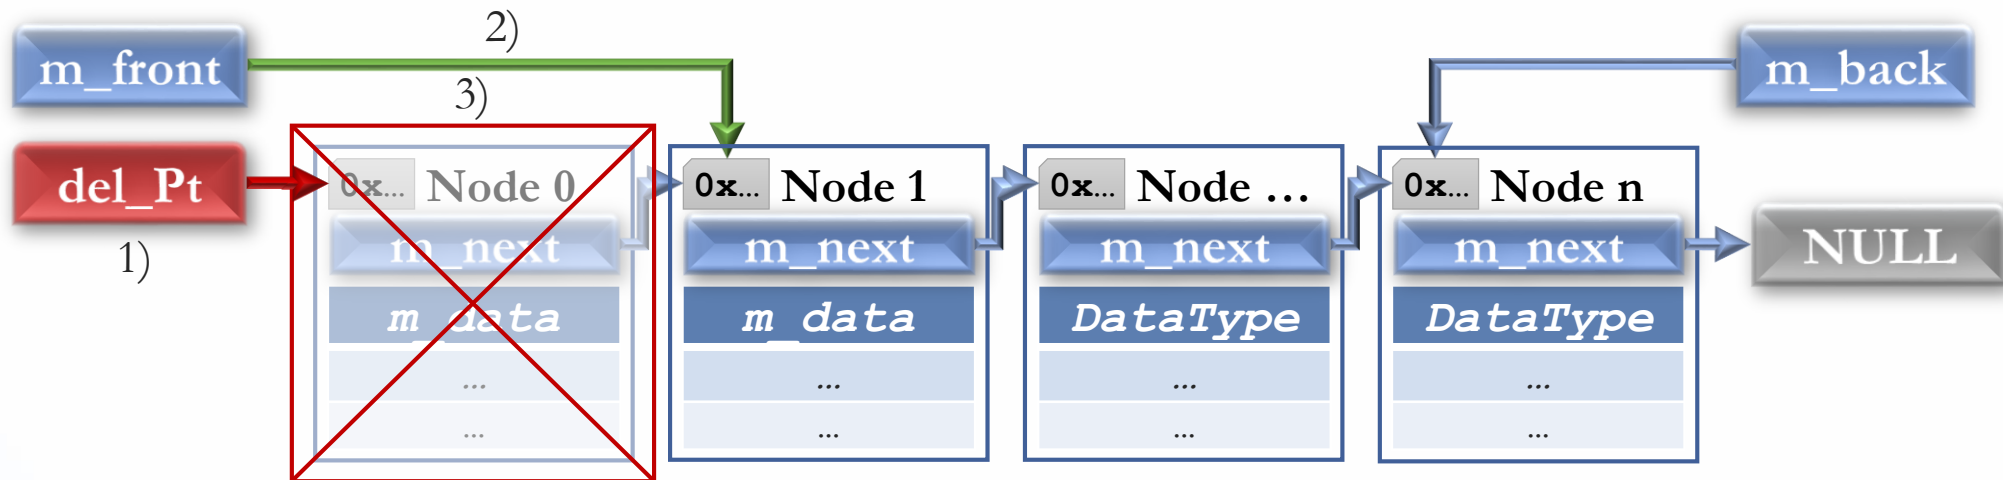 2)
m_front
m_back
3)
del_Pt
1)
0x... Node 0
m_next
m_data
...
...
0x... Node 1
m_next
m_data
...
...
0x... Node ...
m_next
DataType
...
...
0x... Node n
m_next
DataType
...
...
NULL